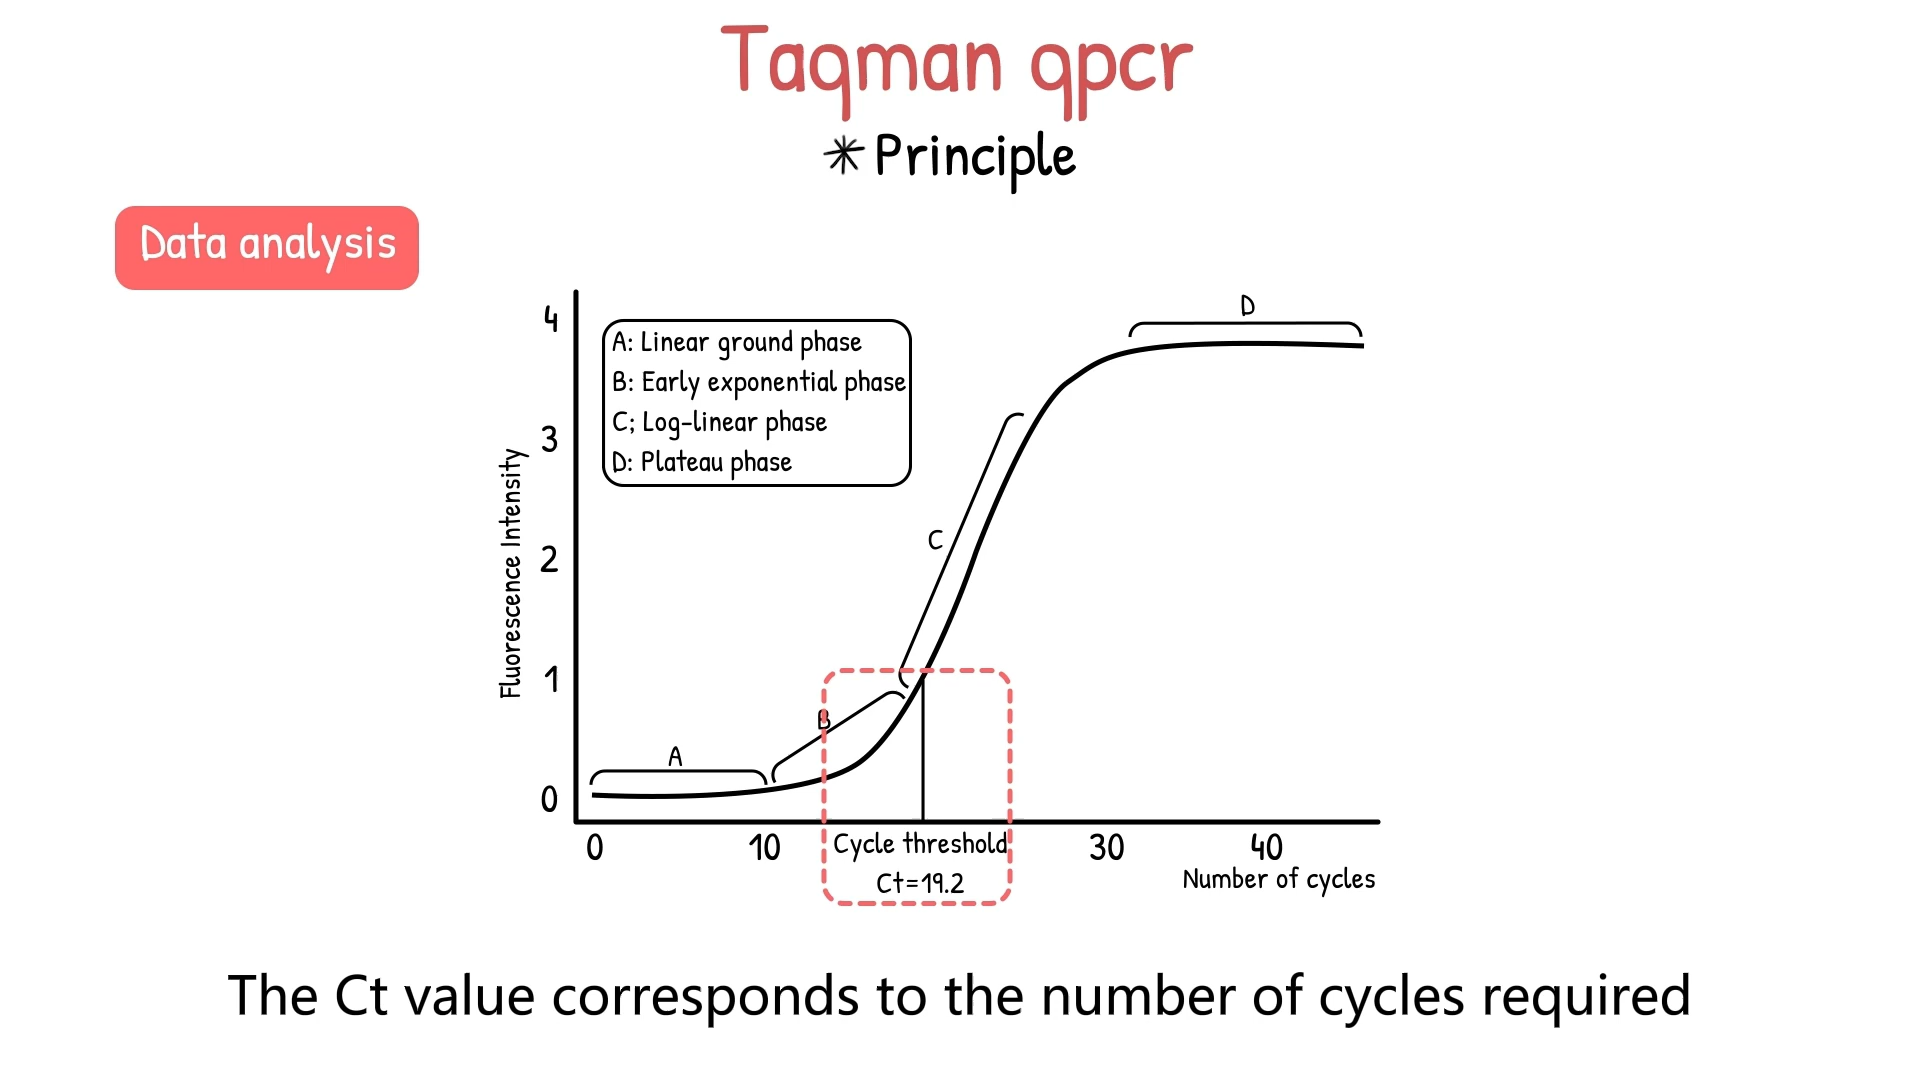 Taqman qpcr
Principle
Data analysis
4
3
2
1
0
Fluorescence Intensity
A: Linear ground phase
B: Early exponential phase
C; Log-linear phase
D: Plateau phase
A
B
C
D
0
10
30
40
Cycle threshold
Ct=19.2
Number of cycles
The Ct value corresponds to the number of cycles required